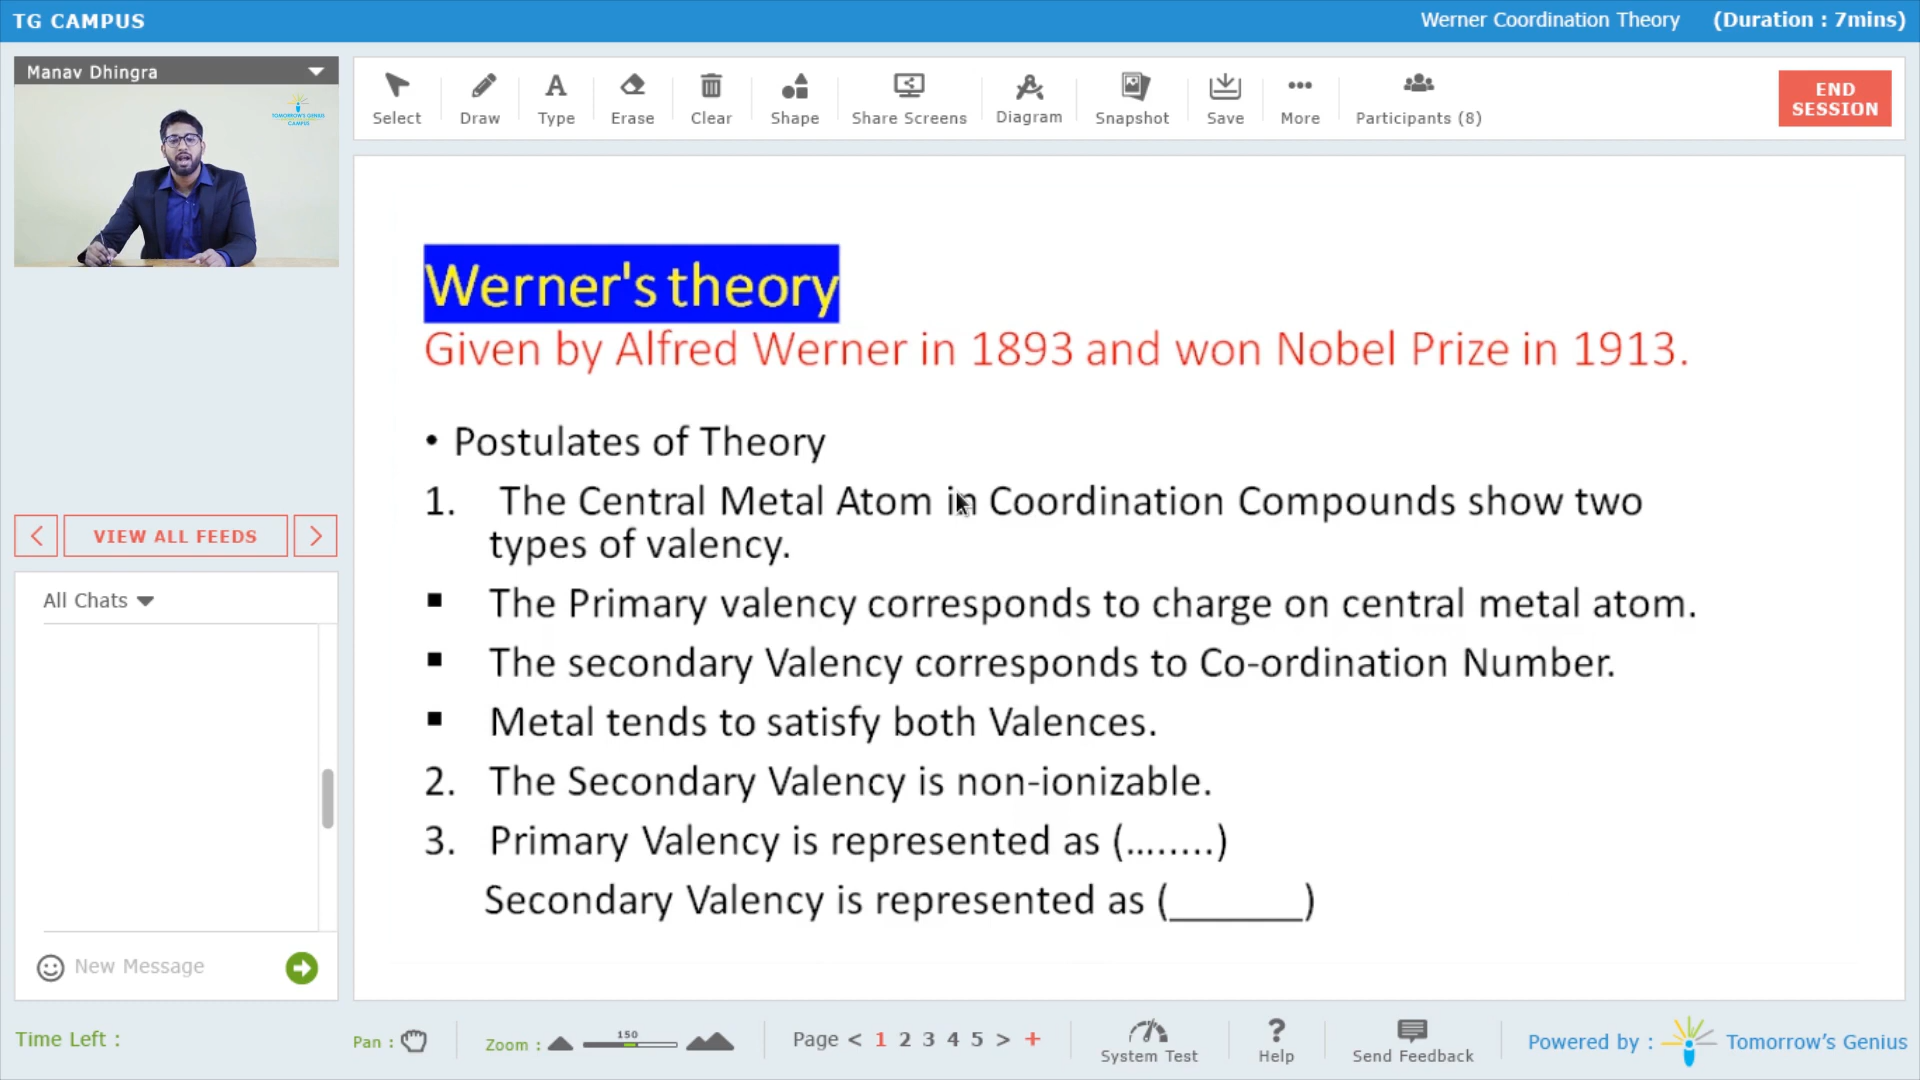 TG CAMPUS
Werner Coordination Theory (Duration : 7mins)
Manav Dhingra
TOMORROW'S GENIUS
CAMPUS
Select
Draw
Type
Erase
Clear
Shape
Share Screens
Diagram
Snapshot
Save
More
Participants (8)
END
SESSION
Werner's theory
Given by Alfred Werner in 1893 and won Nobel Prize in 1913.
• Postulates of Theory
1. The Central Metal Atom in Coordination Compounds show two
types of valency.
▪ The Primary valency corresponds to charge on central metal atom.
▪ The secondary Valency corresponds to Co-ordination Number.
▪ Metal tends to satisfy both Valences.
2. The Secondary Valency is non-ionizable.
3. Primary Valency is represented as (........)
Secondary Valency is represented as (_______)
VIEW ALL FEEDS
All Chats
New Message
Time Left :
Pan :
Zoom :
150
Page < 1 2 3 4 5 > +
System Test
Help
Send Feedback
Powered by : Tomorrow's Genius